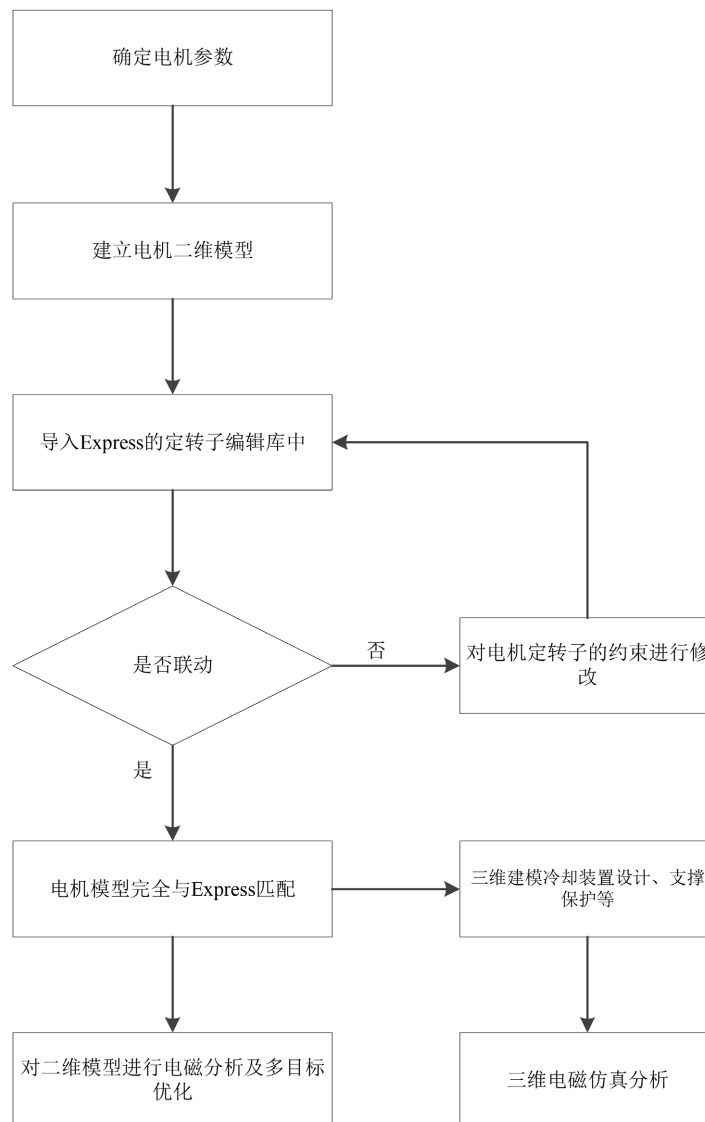 确定电机参数
建立电机二维模型
导入Express的定转子编辑库中
是否联动
否
对电机定转子的约束进行修
改
是
电机模型完全与Express匹配
三维建模冷却装置设计、支撑
保护等
对二维模型进行电磁分析及多目标
优化
三维电磁仿真分析